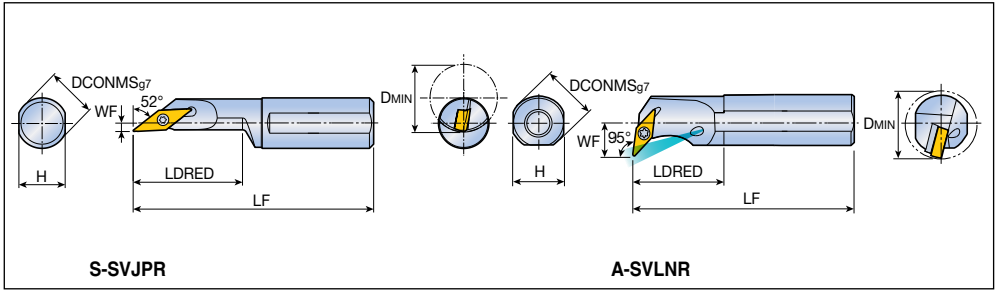 DCONMSg7
52°
WF
H
LDRED
LF
DMIN
S-SVJPR
DCONMSg7
WF
95°
H
LDRED
LF
DMIN
A-SVLNR